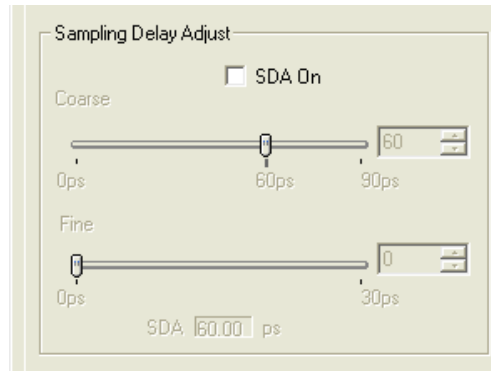 Sampling Delay Adjust
SDA On
Coarse
60
0ps 60ps 90ps
Fine
0
0ps 30ps
SDA 60.00 ps